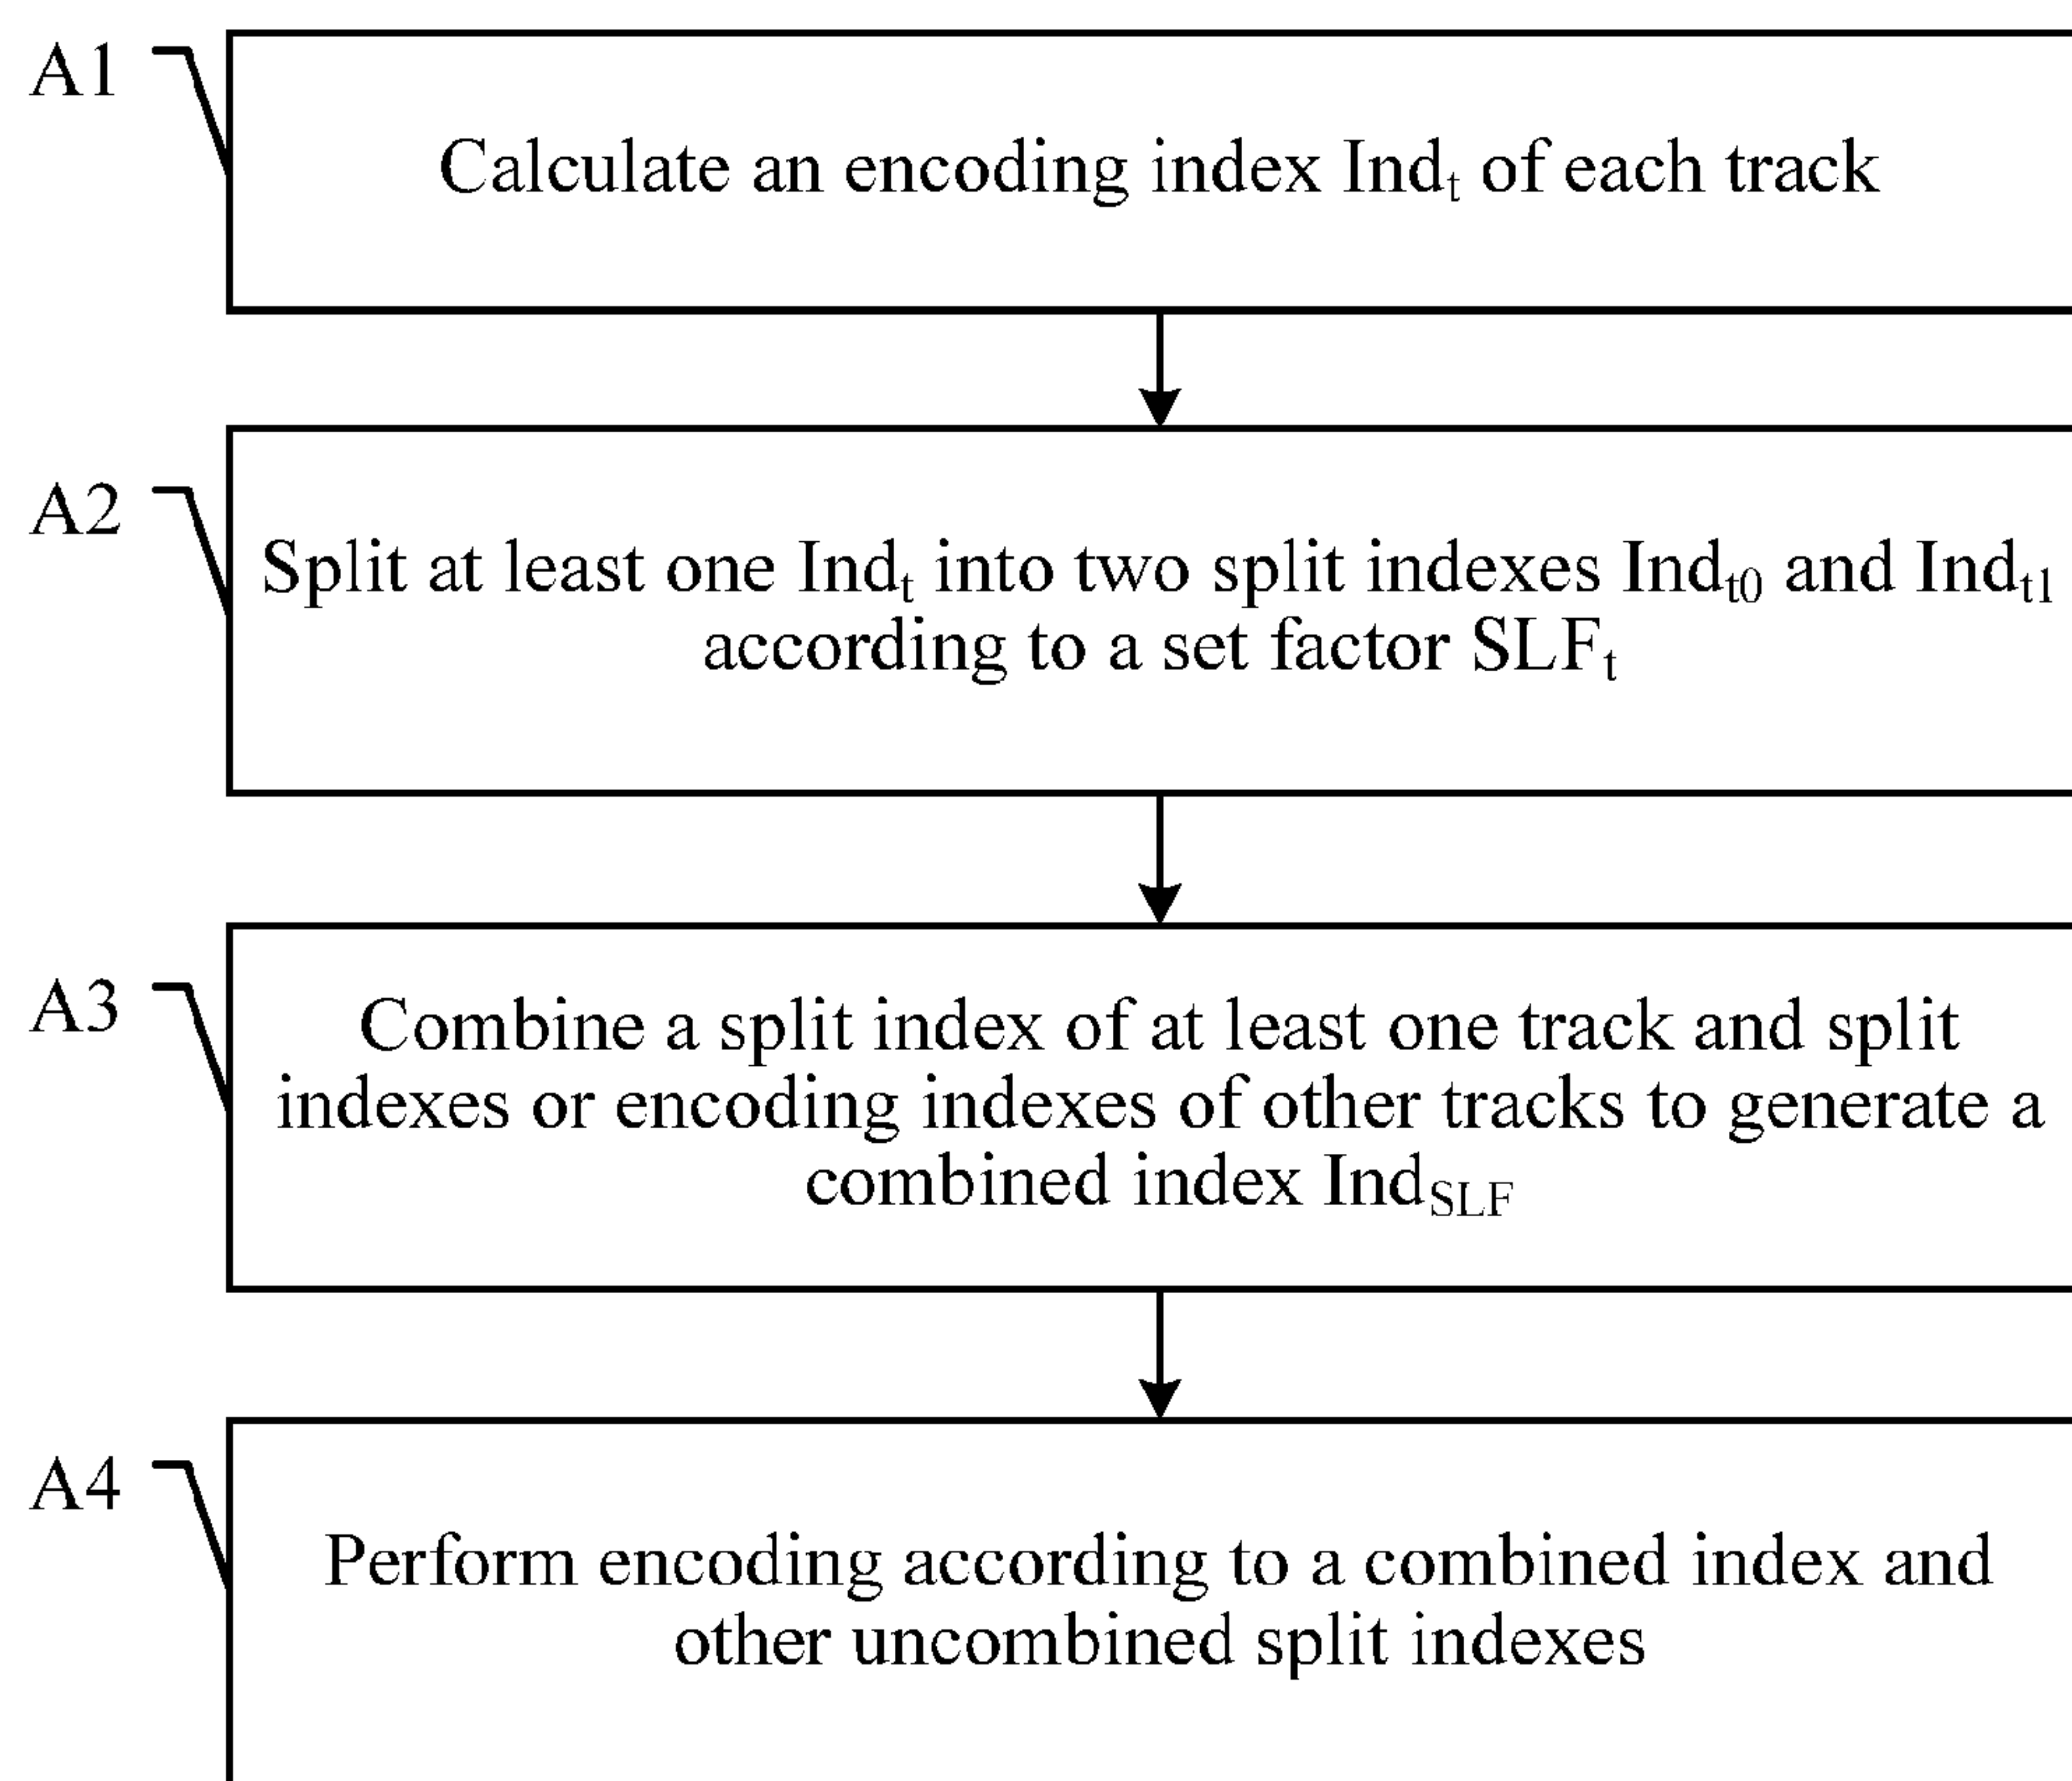 A1
Calculate an encoding index Indt of each track
A2
Split at least one Indt into two split indexes Indt0 and Indt1
according to a set factor SLFt
A3
Combine a split index of at least one track and split
indexes or encoding indexes of other tracks to generate a
combined index IndSLF
A4
Perform encoding according to a combined index and
other uncombined split indexes